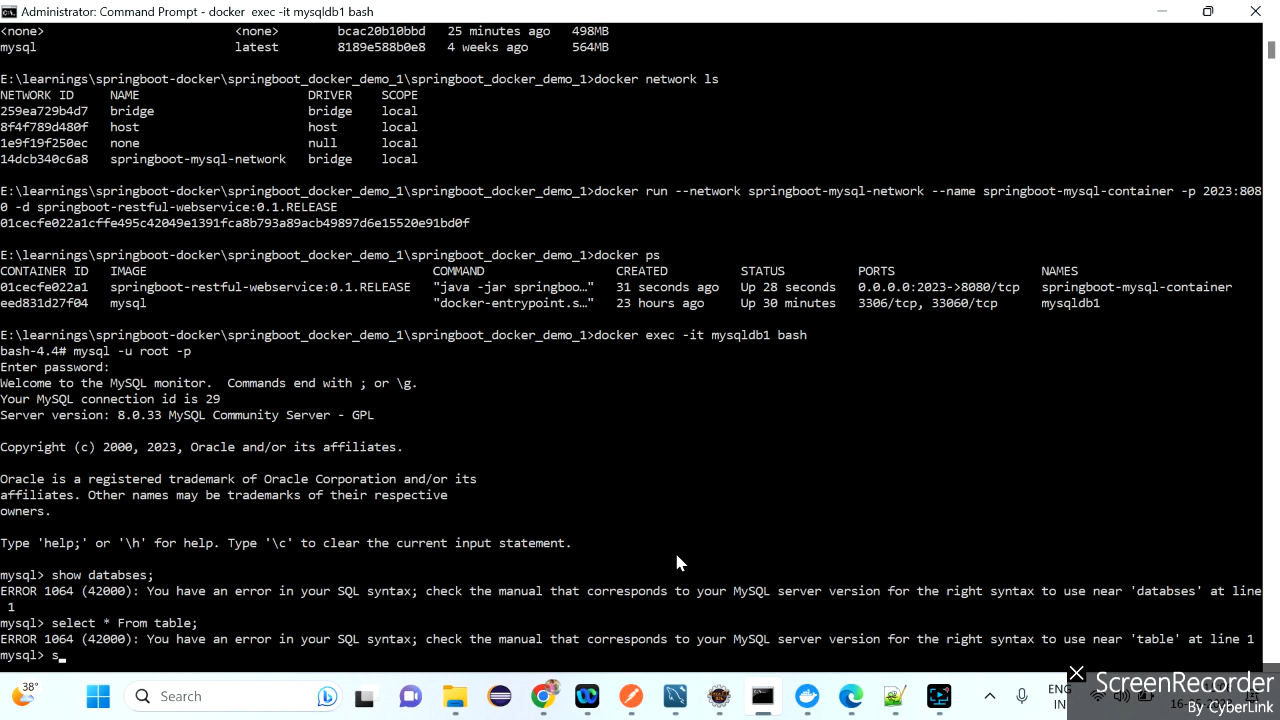 Administrator: Command Prompt - docker  exec -it mysqldb1 bash
<none>                        <none>          bcac20b10bbd   25 minutes ago   498MB
mysql                         latest          8189e588b0e8   4 weeks ago      564MB
E:\learnings\springboot-docker\springboot_docker_demo_1\springboot_docker_demo_1>docker network ls
NETWORK ID     NAME                       DRIVER    SCOPE
259ea729b4d7   bridge                     bridge    local
8f4f789d480f   host                       host      local
1e9f19f250ec   none                       null      local
14dcb340c6a8   springboot-mysql-network   bridge    local
E:\learnings\springboot-docker\springboot_docker_demo_1\springboot_docker_demo_1>docker run --network springboot-mysql-network --name springboot-mysql-container -p 2023:808
0 -d springboot-restful-webservice:0.1.RELEASE
01cecfe022a1cffe495c42049e1391fca8b793a89acb49897d6e15520e91bd0f
E:\learnings\springboot-docker\springboot_docker_demo_1\springboot_docker_demo_1>docker ps
CONTAINER ID   IMAGE                                   COMMAND                  CREATED          STATUS          PORTS                    NAMES
01cecfe022a1   springboot-restful-webservice:0.1.RELEASE   "java -jar springboo…"   31 seconds ago   Up 28 seconds   0.0.0.0:2023->8080/tcp   springboot-mysql-container
eed831d27f04   mysql                                   "docker-entrypoint.s…"   23 hours ago     Up 30 minutes   3306/tcp, 33060/tcp      mysqldb1
E:\learnings\springboot-docker\springboot_docker_demo_1\springboot_docker_demo_1>docker exec -it mysqldb1 bash
bash-4.4# mysql -u root -p
Enter password:
Welcome to the MySQL monitor.  Commands end with ; or \g.
Your MySQL connection id is 29
Server version: 8.0.33 MySQL Community Server - GPL
Copyright (c) 2000, 2023, Oracle and/or its affiliates.
Oracle is a registered trademark of Oracle Corporation and/or its
affiliates. Other names may be trademarks of their respective
owners.
Type 'help;' or '\h' for help. Type '\c' to clear the current input statement.
mysql> show databses;
ERROR 1064 (42000): You have an error in your SQL syntax; check the manual that corresponds to your MySQL server version for the right syntax to use near 'databses' at line
1
mysql> select * From table;
ERROR 1064 (42000): You have an error in your SQL syntax; check the manual that corresponds to your MySQL server version for the right syntax to use near 'table' at line 1
mysql> s_
38°
Search
ENG
IN
ScreenRecorder
By CyberLink